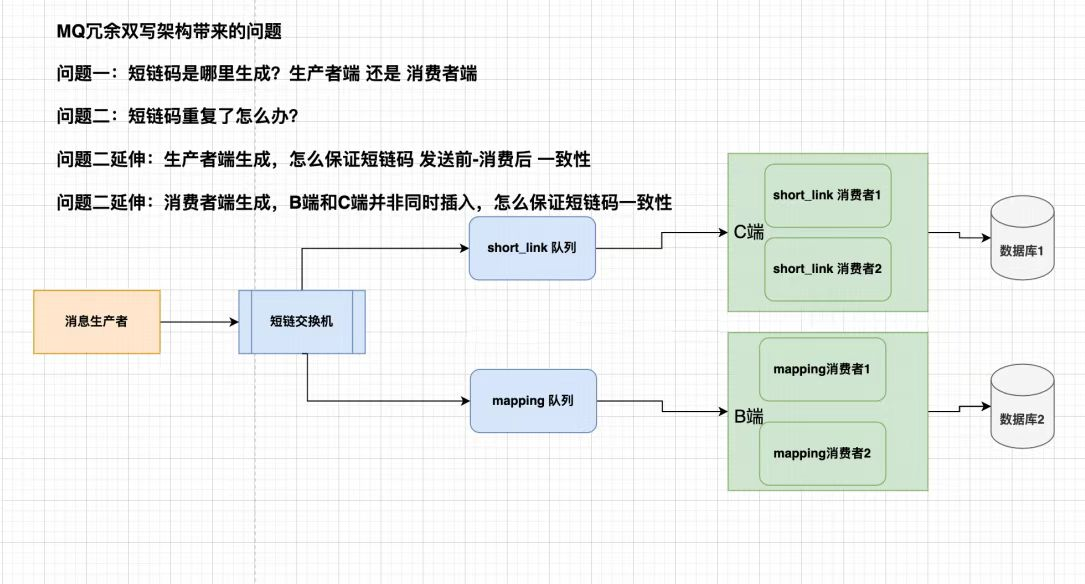 MQ冗余双写架构带来的问题
问题一：短链码是哪里生成？生产者端 还是 消费者端
问题二：短链码重复了怎么办？
问题二延伸：生产者端生成，怎么保证短链码 发送前-消费后 一致性
问题二延伸：消费者端生成，B端和C端并非同时插入，怎么保证短链码一致性
short_link 队列
short_link 消费者1
C端
short_link 消费者2
数据库1
消息生产者
短链交换机
mapping 队列
mapping消费者1
B端
mapping消费者2
数据库2